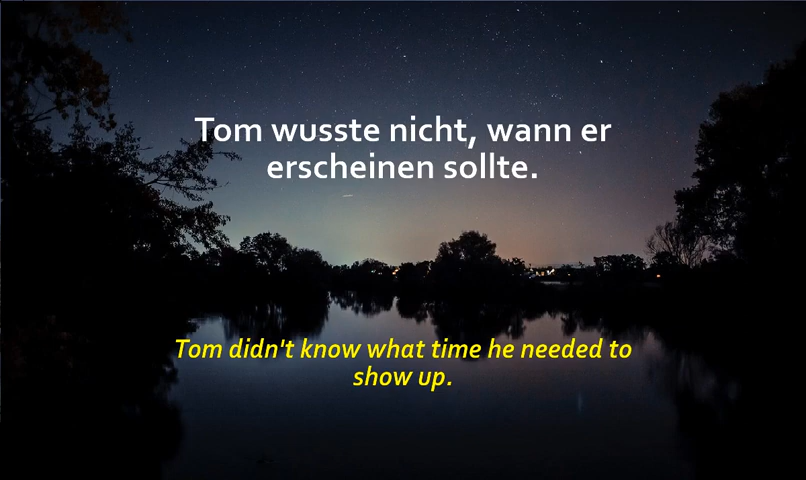 Tom wusste nicht, wann er
erscheinen sollte.
Tom didn't know what time he needed to
show up.